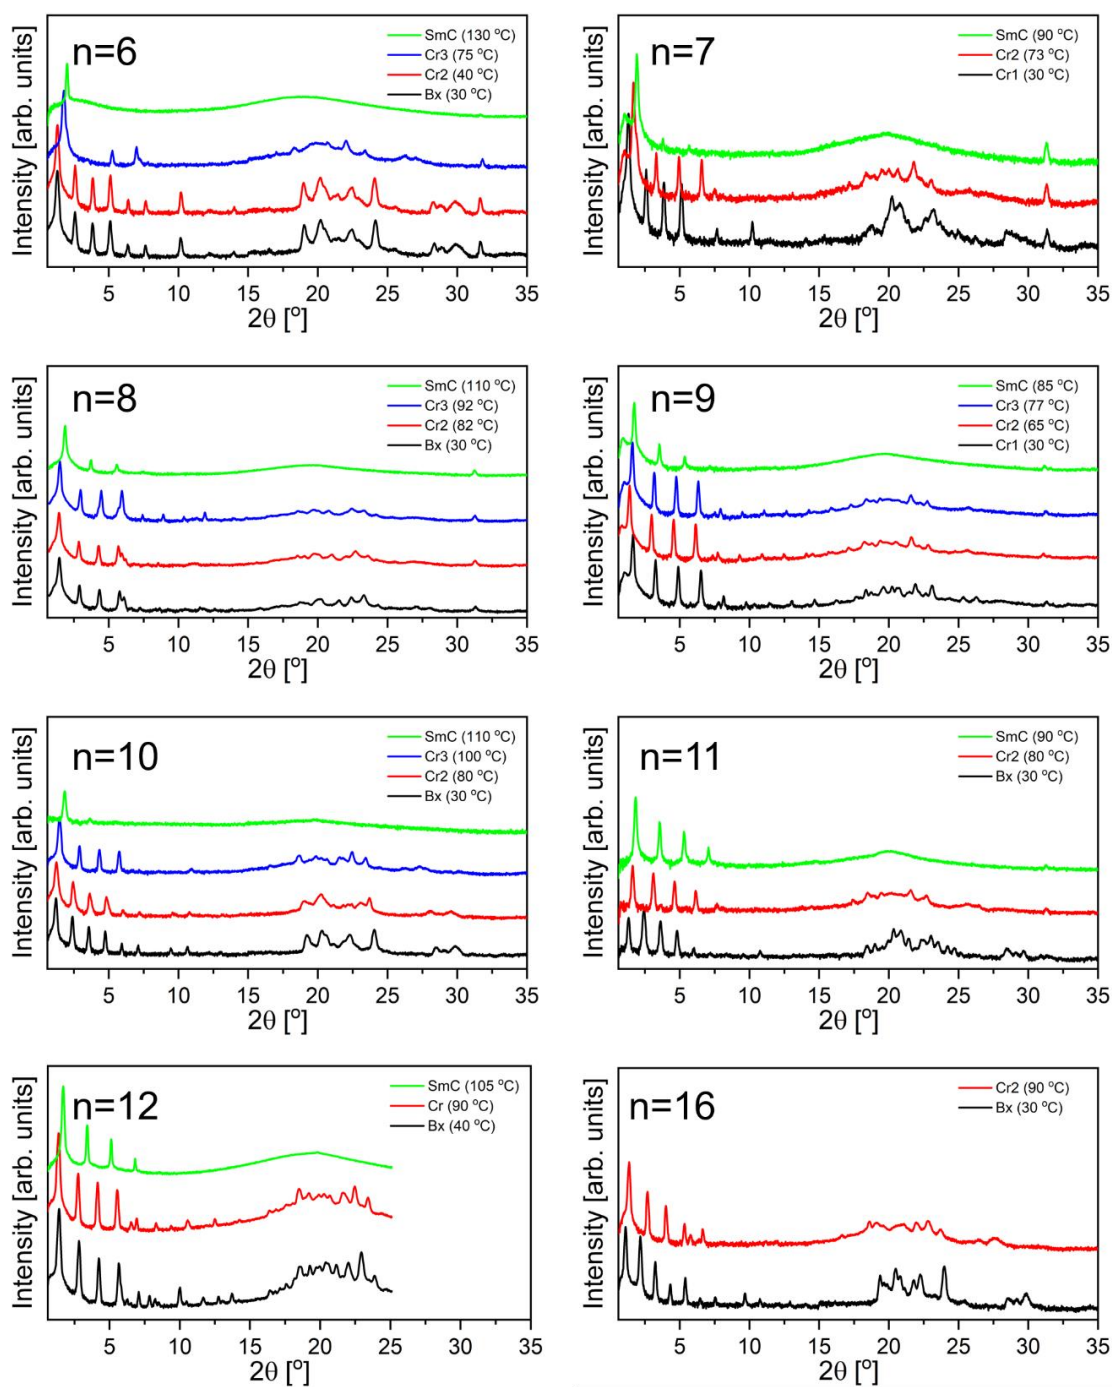 n=6
SmC (130 °C)
Cr3 (75 °C)
Cr2 (40 °C)
Bx (30 °C)
Intensity [arb. units]
5 10 15 20 25 30 35
2θ [°]
n=7
SmC (90 °C)
Cr2 (73 °C)
Cr1 (30 °C)
Intensity [arb. units]
5 10 15 20 25 30 35
2θ [°]
n=8
SmC (110 °C)
Cr3 (92 °C)
Cr2 (82 °C)
Bx (30 °C)
Intensity [arb. units]
5 10 15 20 25 30 35
2θ [°]
n=9
SmC (85 °C)
Cr3 (77 °C)
Cr2 (65 °C)
Cr1 (30 °C)
Intensity [arb. units]
5 10 15 20 25 30 35
2θ [°]
n=10
SmC (110 °C)
Cr3 (100 °C)
Cr2 (80 °C)
Bx (30 °C)
Intensity [arb. units]
5 10 15 20 25 30 35
2θ [°]
n=11
SmC (90 °C)
Cr2 (80 °C)
Bx (30 °C)
Intensity [arb. units]
5 10 15 20 25 30 35
2θ [°]
n=12
SmC (105 °C)
Cr (90 °C)
Bx (40 °C)
Intensity [arb. units]
5 10 15 20 25 30 35
2θ [°]
n=16
Cr2 (90 °C)
Bx (30 °C)
Intensity [arb. units]
5 10 15 20 25 30 35
2θ [°]